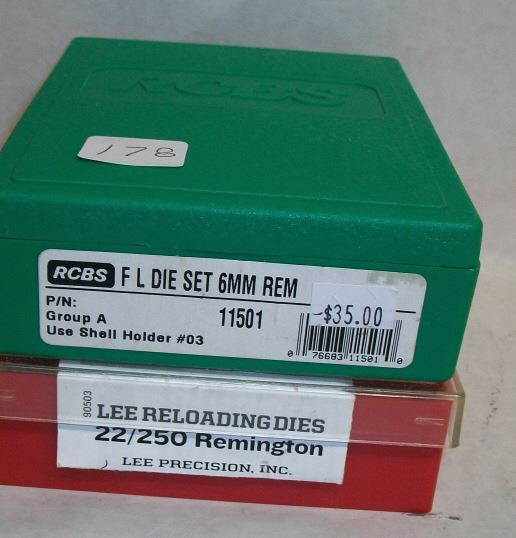 RCBS
178
RCBS F L DIE SET 6MM REM
P/N: 11501
Group A
Use Shell Holder #03
$35.00
0 76683 11501 0
90503
LEE RELOADING DIES
22/250 Remington
LEE PRECISION, INC.